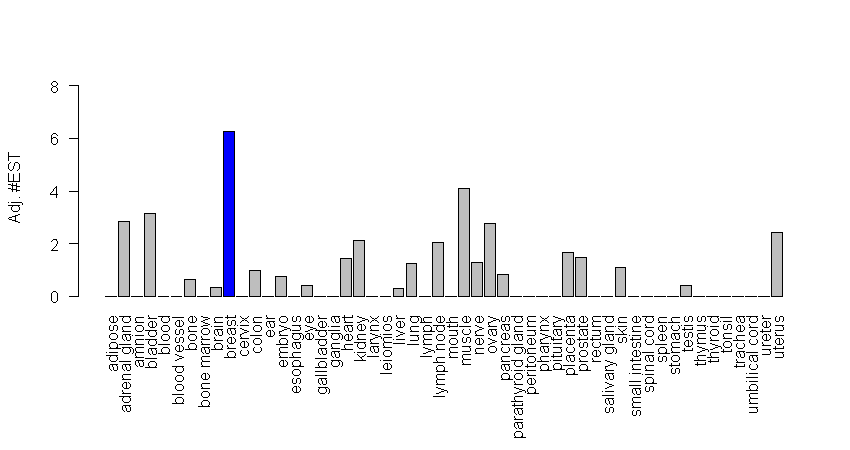 Adj. #EST
8
6
4
2
0
adipose
adrenal gland
amnion
bladder
blood
blood vessel
bone
bone marrow
brain
breast
cervix
colon
ear
embryo
esophagus
eye
gallbladder
ganglia
heart
kidney
larynx
leiomios
liver
lung
lymph
lymph node
mouth
muscle
nerve
ovary
pancreas
parathyroid gland
peritoneum
pharynx
pituitary
placenta
prostate
rectum
salivary gland
skin
small intestine
spinal cord
spleen
stomach
testis
thymus
thyroid
tonsil
trachea
umbilical cord
ureter
uterus